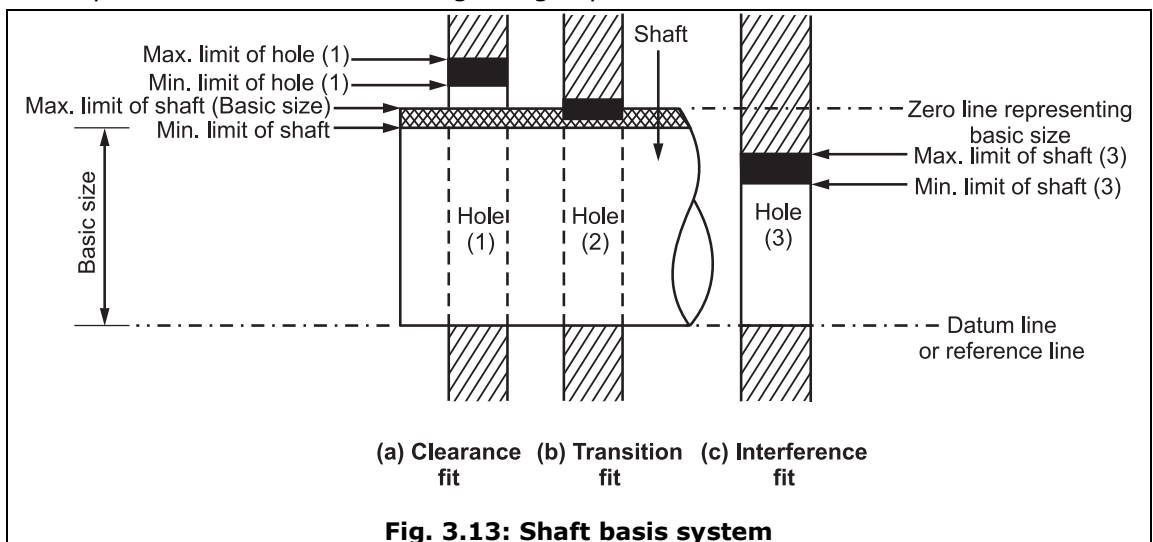 Max. limit of hole (1)
Min. limit of hole (1)
Max. limit of shaft (Basic size)
Min. limit of shaft
Shaft
Zero line representing
basic size
Max. limit of shaft (3)
Min. limit of shaft (3)
Basic size
Hole
(1)
Hole
(2)
Hole
(3)
Datum line
or reference line
(a) Clearance
fit
(b) Transition
fit
(c) Interference
fit
Fig. 3.13: Shaft basis system